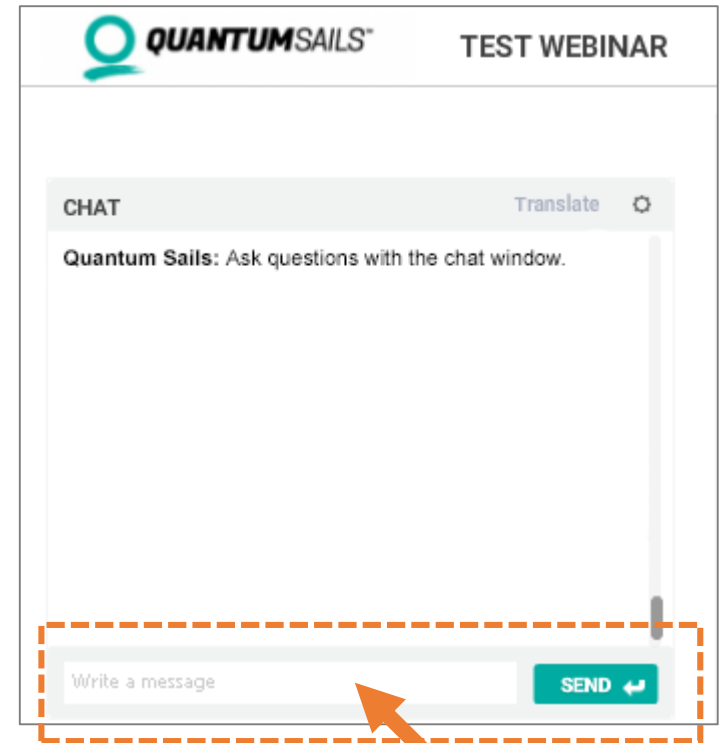 QUANTUMSAILS™ TEST WEBINAR
CHAT Translate
Quantum Sails: Ask questions with the chat window.
Write a message SEND